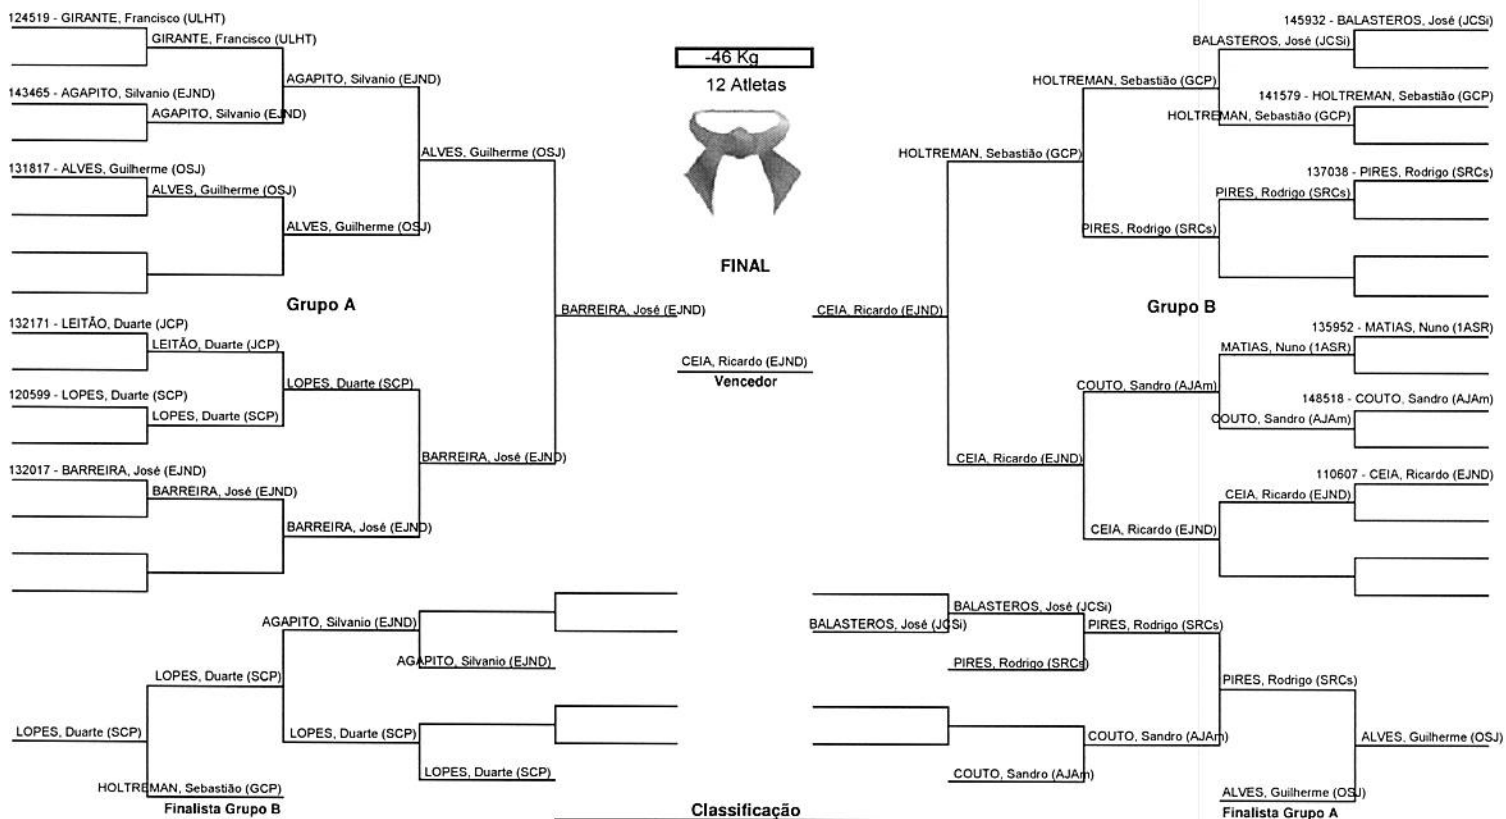 124519 - GIRANTE, Francisco (ULHT)
GIRANTE, Francisco (ULHT)
AGAPITO, Silvanio (EJND)
143465 - AGAPITO, Silvanio (EJND)
AGAPITO, Silvanio (EJND)
ALVES, Guilherme (OSJ)
131817 - ALVES, Guilherme (OSJ)
ALVES, Guilherme (OSJ)
ALVES, Guilherme (OSJ)
Grupo A
BARREIRA, José (EJND)
132171 - LEITÃO, Duarte (JCP)
LEITÃO, Duarte (JCP)
LOPES, Duarte (SCP)
120599 - LOPES, Duarte (SCP)
LOPES, Duarte (SCP)
BARREIRA, José (EJND)
132017 - BARREIRA, José (EJND)
BARREIRA, José (EJND)
BARREIRA, José (EJND)
-46 Kg
12 Atletas
FINAL
CEIA, Ricardo (EJND)
Vencedor
145932 - BALASTEROS, José (JCSi)
BALASTEROS, José (JCSi)
HOLTREMAN, Sebastião (GCP)
141579 - HOLTREMAN, Sebastião (GCP)
HOLTREMAN, Sebastião (GCP)
HOLTREMAN, Sebastião (GCP)
137038 - PIRES, Rodrigo (SRCs)
PIRES, Rodrigo (SRCs)
PIRES, Rodrigo (SRCs)
CEIA, Ricardo (EJND)
Grupo B
135952 - MATIAS, Nuno (1ASR)
MATIAS, Nuno (1ASR)
COUTO, Sandro (AJAm)
148518 - COUTO, Sandro (AJAm)
COUTO, Sandro (AJAm)
CEIA, Ricardo (EJND)
110607 - CEIA, Ricardo (EJND)
CEIA, Ricardo (EJND)
CEIA, Ricardo (EJND)
AGAPITO, Silvanio (EJND)
AGAPITO, Silvanio (EJND)
LOPES, Duarte (SCP)
LOPES, Duarte (SCP)
LOPES, Duarte (SCP)
LOPES, Duarte (SCP)
HOLTREMAN, Sebastião (GCP)
Finalista Grupo B
BALASTEROS, José (JCSi)
BALASTEROS, José (JCSi)
PIRES, Rodrigo (SRCs)
PIRES, Rodrigo (SRCs)
PIRES, Rodrigo (SRCs)
COUTO, Sandro (AJAm)
ALVES, Guilherme (OSJ)
COUTO, Sandro (AJAm)
ALVES, Guilherme (OSJ)
Finalista Grupo A
Classificação